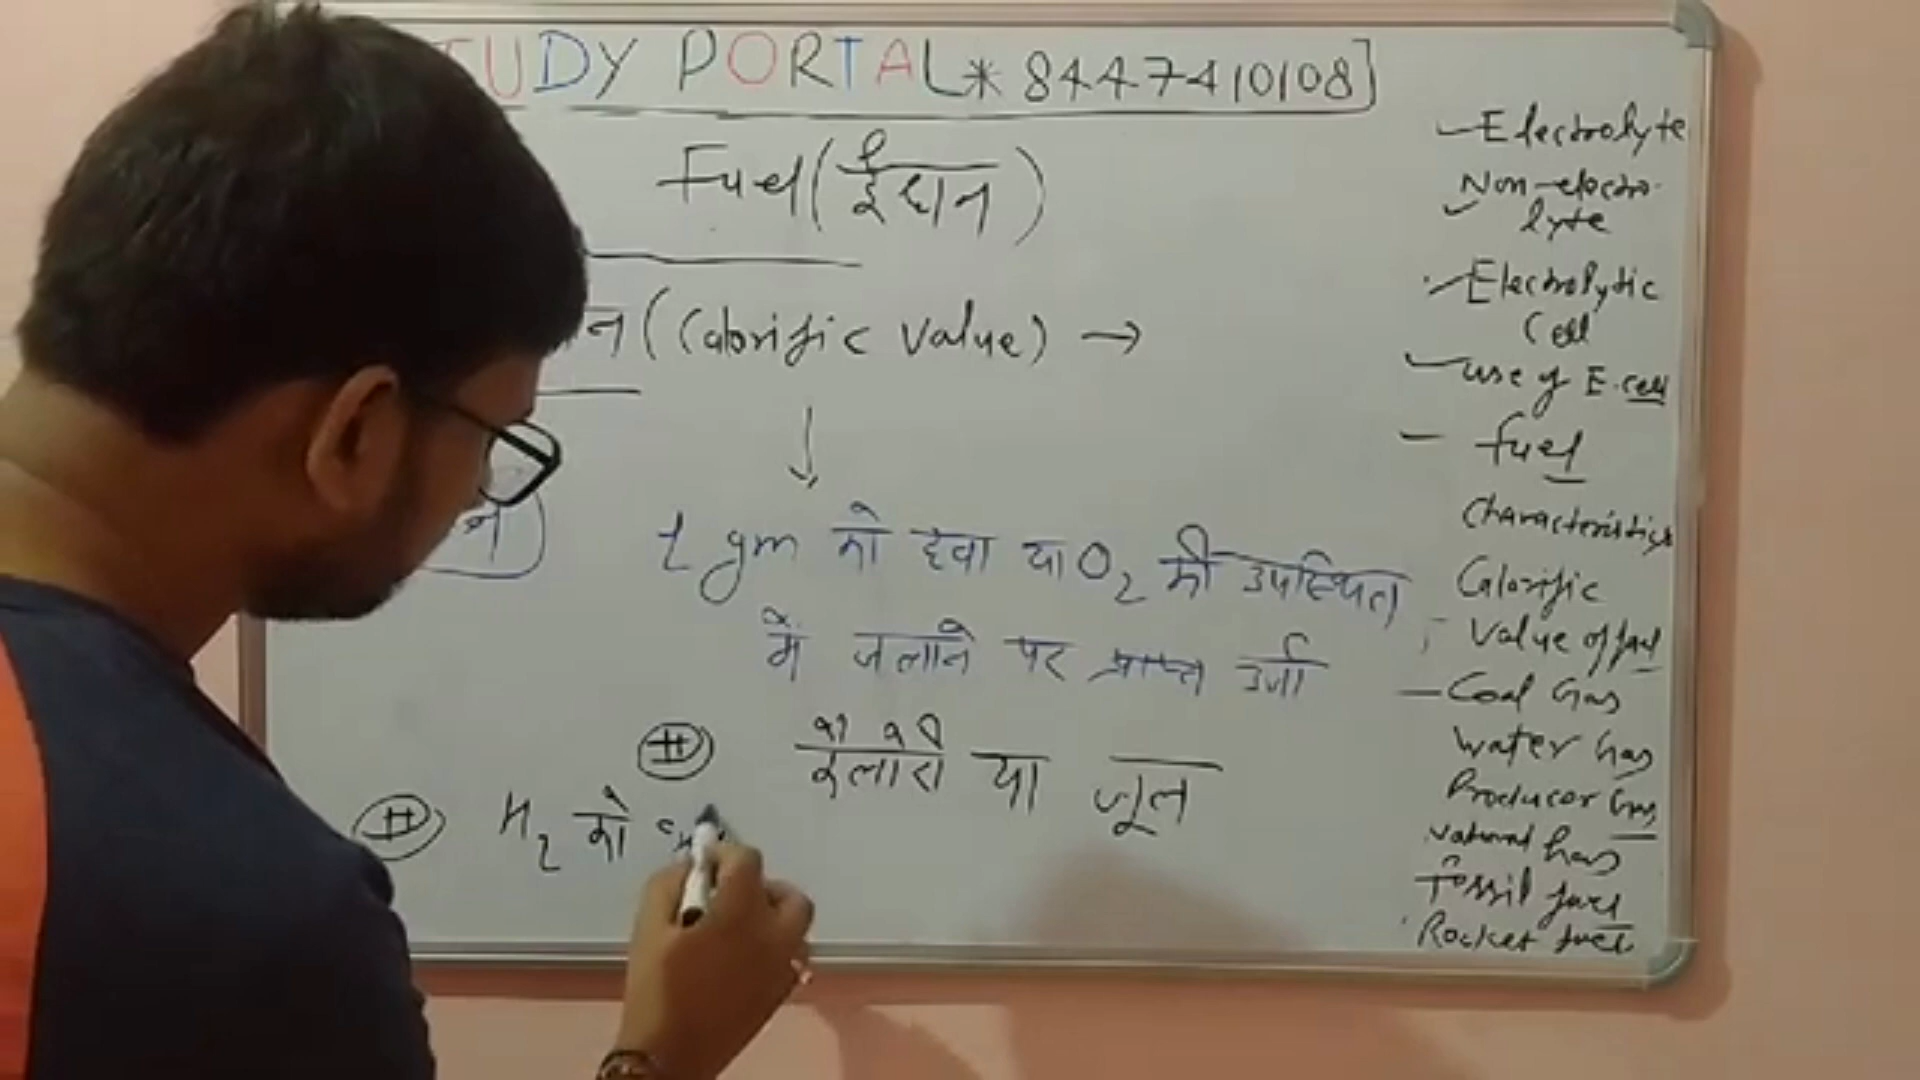 TUDY PORTAL * 8447410108]
Fuel (ईंधन)
न (Calorific Value) →
↓
1 gm को हवा या O2 की उपस्थित
में जलाने पर प्राप्त उर्जा
कैलोरी या जूल
H2 को
Electrolyte
Non-electro-
lyte
Electrolytic
Cell
use of E. cell
fuel
Characteristics
Calorific
Value of fuel
Coal Gas
Water Gas
Producer Gas
Natural Gas
Fossil fuel
Rocket fuel